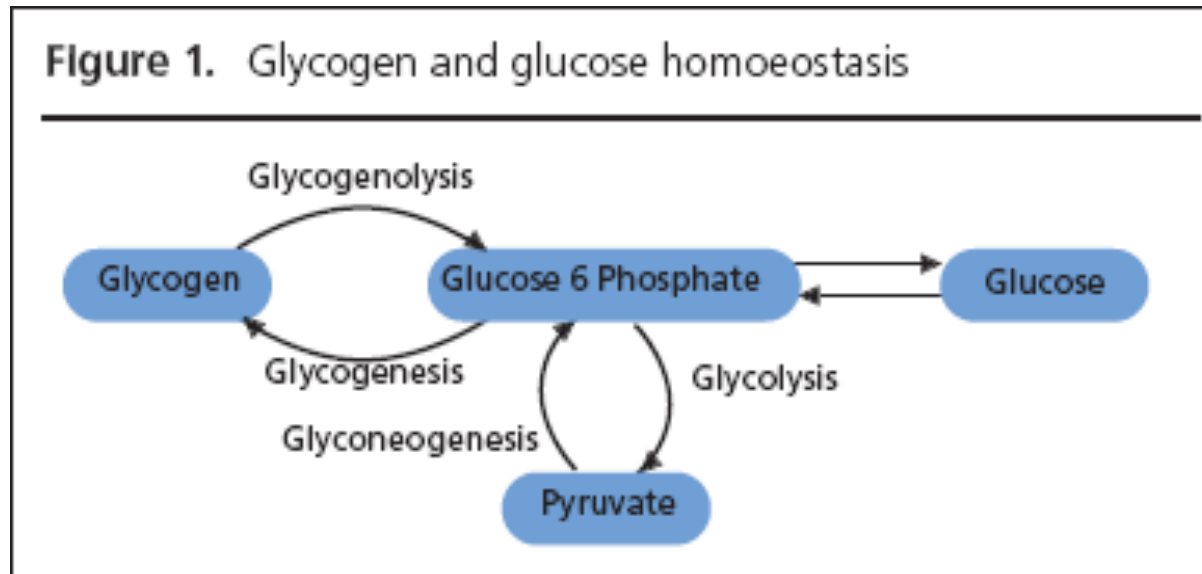 Figure 1. Glycogen and glucose homoeostasis
Glycogenolysis
Glycogen
Glucose 6 Phosphate
Glucose
Glycogenesis
Glycolysis
Glyconeogenesis
Pyruvate